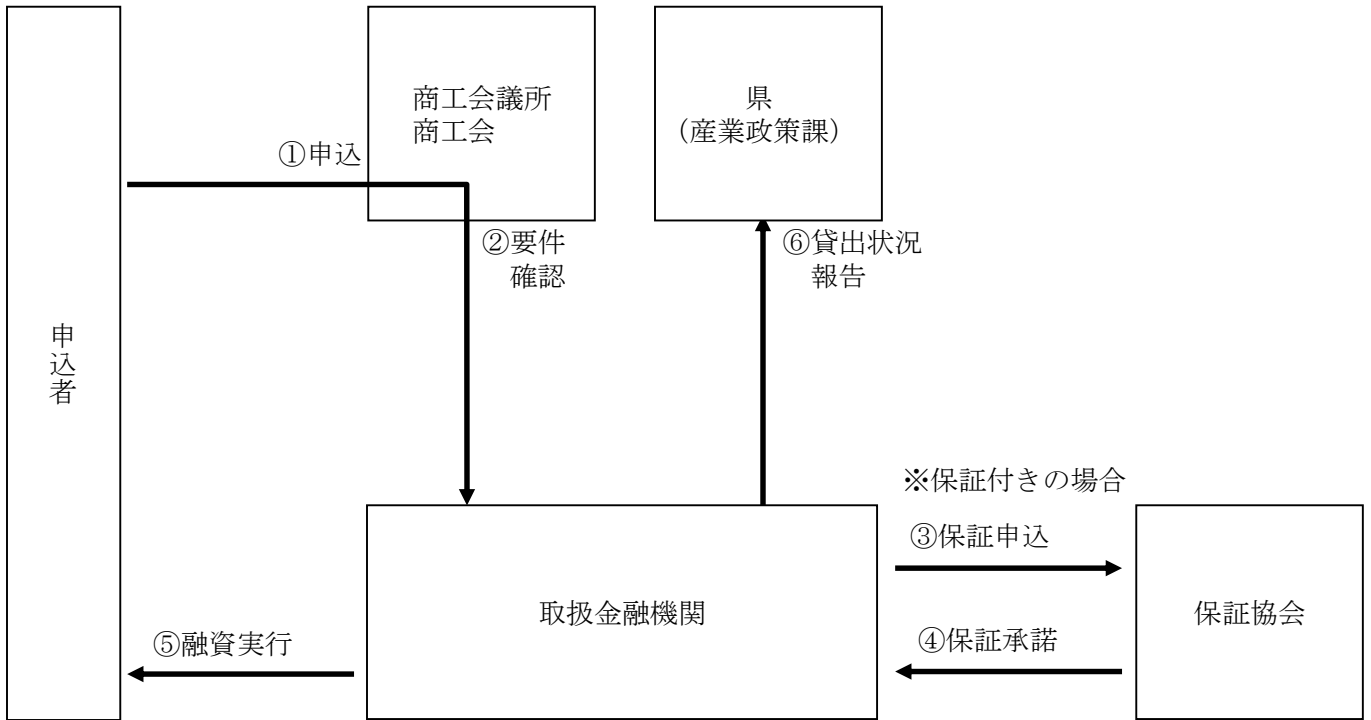 商工会議所
商工会
県
(産業政策課)
①申込
②要件
確認
⑥貸出状況
報告
申込者
※保証付きの場合
③保証申込
取扱金融機関
保証協会
⑤融資実行
④保証承諾